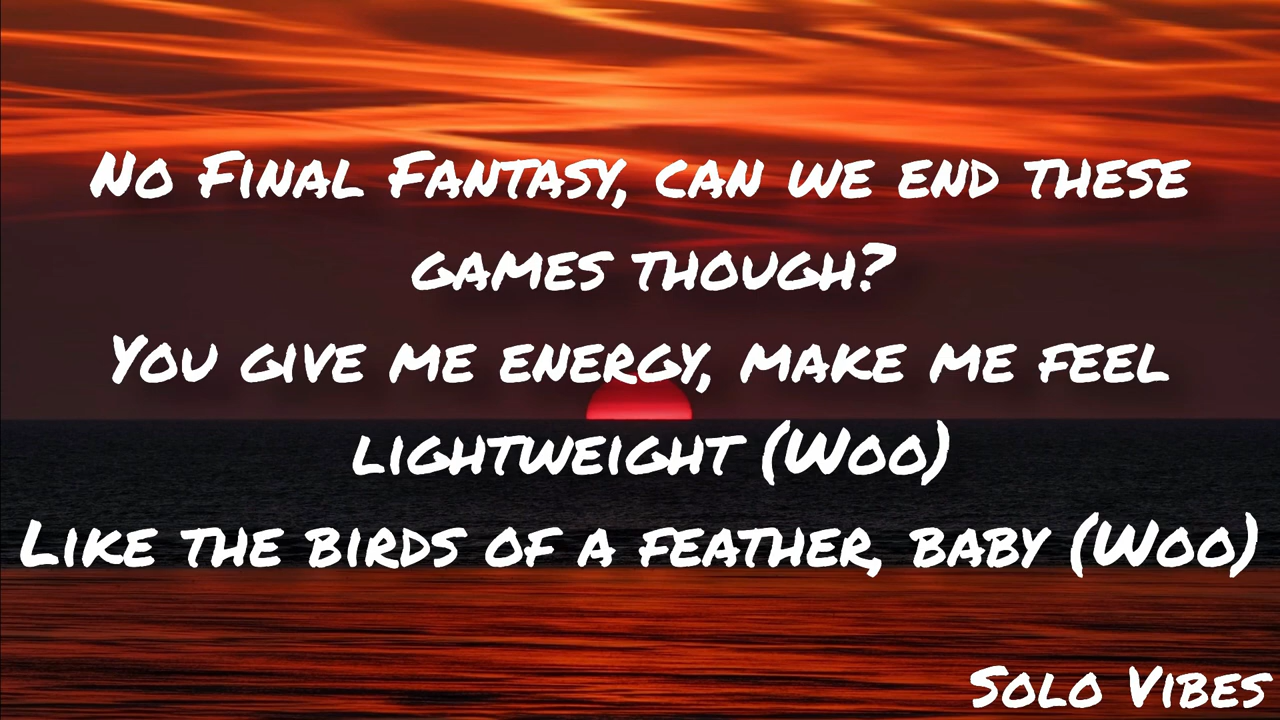 No Final Fantasy, can we end these
games though?
You give me energy, make me feel
lightweight (Woo)
Like the birds of a feather, baby (Woo)
Solo Vibes